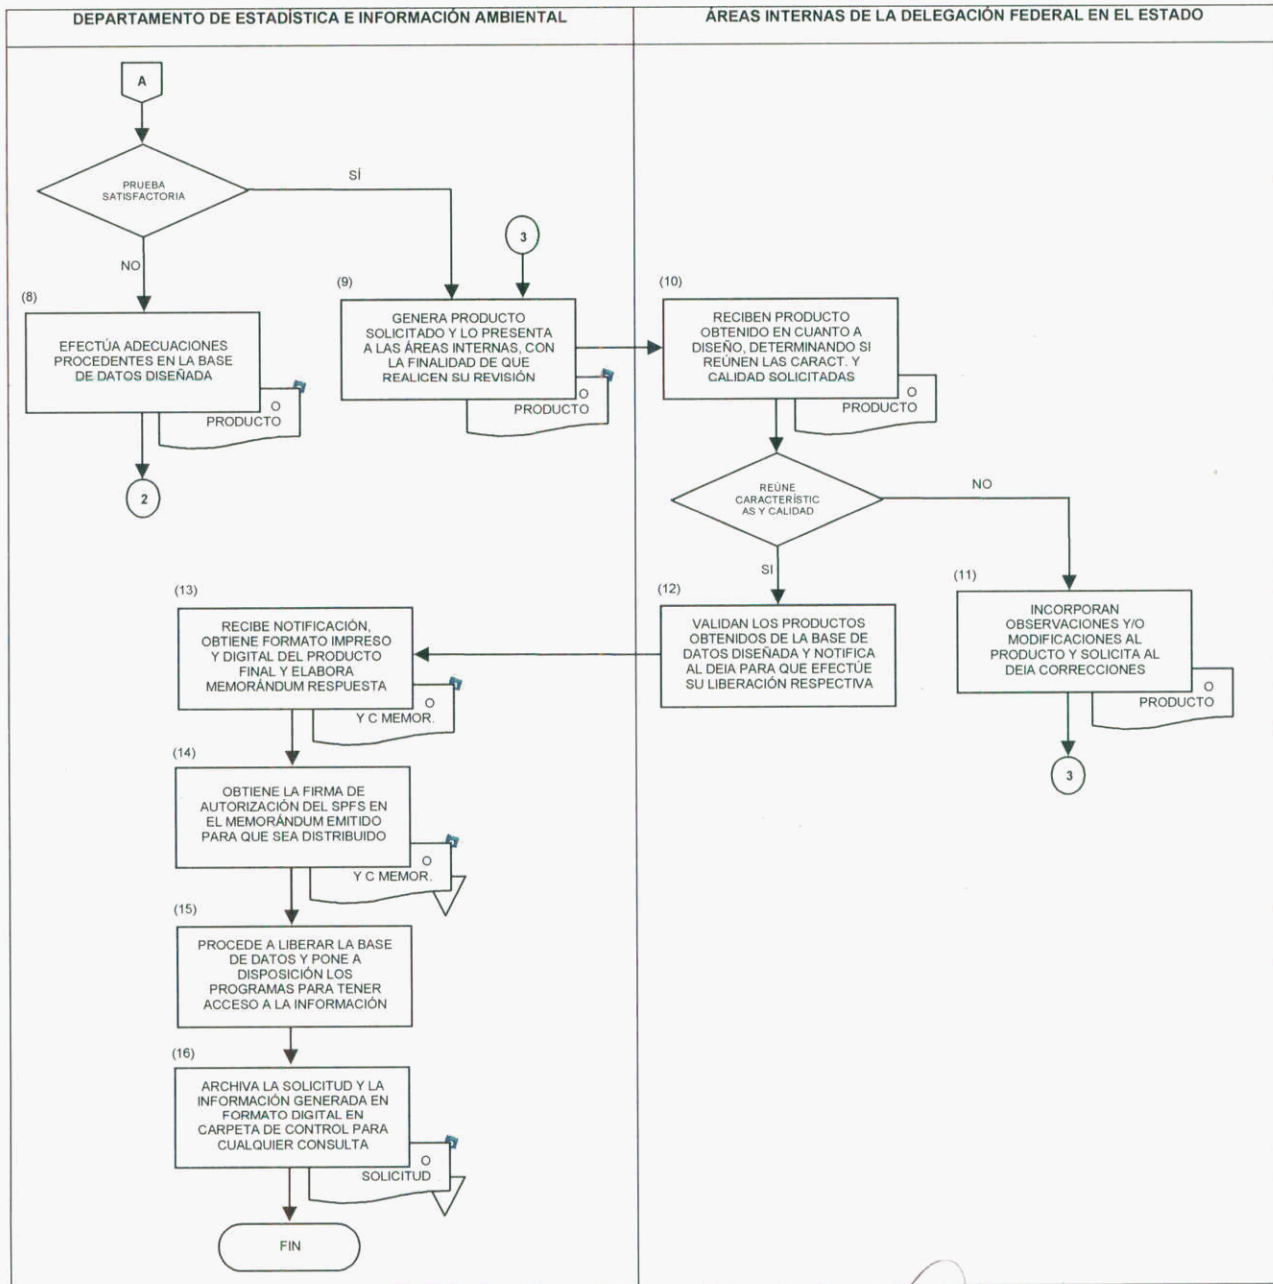 DEPARTAMENTO DE ESTADÍSTICA E INFORMACIÓN AMBIENTAL
ÁREAS INTERNAS DE LA DELEGACIÓN FEDERAL EN EL ESTADO
A
PRUEBA
SATISFACTORIA
SÍ
NO
3
(8)
EFECTÚA ADECUACIONES
PROCEDENTES EN LA BASE
DE DATOS DISEÑADA
O
PRODUCTO
2
(9)
GENERA PRODUCTO
SOLICITADO Y LO PRESENTA
A LAS ÁREAS INTERNAS, CON
LA FINALIDAD DE QUE
REALICEN SU REVISIÓN
O
PRODUCTO
(10)
RECIBEN PRODUCTO
OBTENIDO EN CUANTO A
DISEÑO, DETERMINANDO SI
REÚNEN LAS CARACT. Y
CALIDAD SOLICITADAS
O
PRODUCTO
REÚNE
CARACTERÍSTIC
AS Y CALIDAD
NO
SI
(11)
INCORPORAN
OBSERVACIONES Y/O
MODIFICACIONES AL
PRODUCTO Y SOLICITA AL
DEIA CORRECCIONES
O
PRODUCTO
3
(12)
VALIDAN LOS PRODUCTOS
OBTENIDOS DE LA BASE DE
DATOS DISEÑADA Y NOTIFICA
AL DEIA PARA QUE EFECTÚE
SU LIBERACIÓN RESPECTIVA
(13)
RECIBE NOTIFICACIÓN,
OBTIENE FORMATO IMPRESO
Y DIGITAL DEL PRODUCTO
FINAL Y ELABORA
MEMORÁNDUM RESPUESTA
O
Y C MEMOR.
(14)
OBTIENE LA FIRMA DE
AUTORIZACIÓN DEL SPFS EN
EL MEMORÁNDUM EMITIDO
PARA QUE SEA DISTRIBUIDO
O
Y C MEMOR.
(15)
PROCEDE A LIBERAR LA BASE
DE DATOS Y PONE A
DISPOSICIÓN LOS
PROGRAMAS PARA TENER
ACCESO A LA INFORMACIÓN
(16)
ARCHIVA LA SOLICITUD Y LA
INFORMACIÓN GENERADA EN
FORMATO DIGITAL EN
CARPETA DE CONTROL PARA
CUALQUIER CONSULTA
O
SOLICITUD
FIN